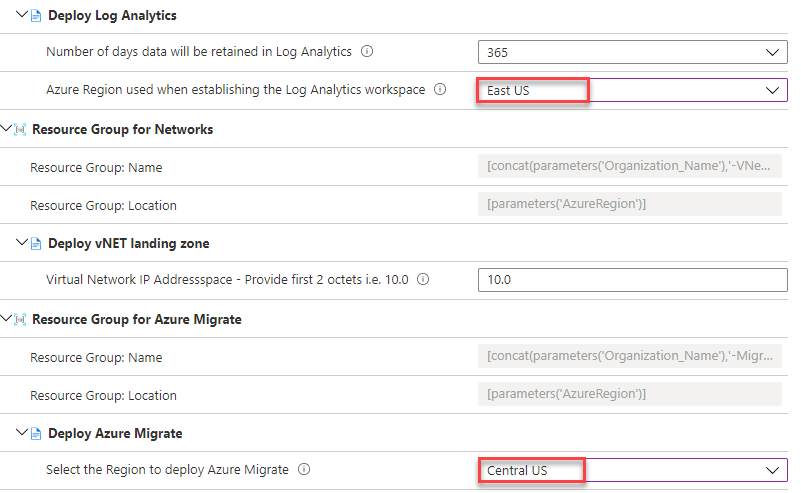 Deploy Log Analytics
Number of days data will be retained in Log Analytics 365
Azure Region used when establishing the Log Analytics workspace East US
Resource Group for Networks
Resource Group: Name [concat(parameters('Organization_Name'),'-VNe...
Resource Group: Location [parameters('AzureRegion')]
Deploy vNET landing zone
Virtual Network IP Addressspace - Provide first 2 octets i.e. 10.0 10.0
Resource Group for Azure Migrate
Resource Group: Name [concat(parameters('Organization_Name'),'-Migr...
Resource Group: Location [parameters('AzureRegion')]
Deploy Azure Migrate
Select the Region to deploy Azure Migrate Central US